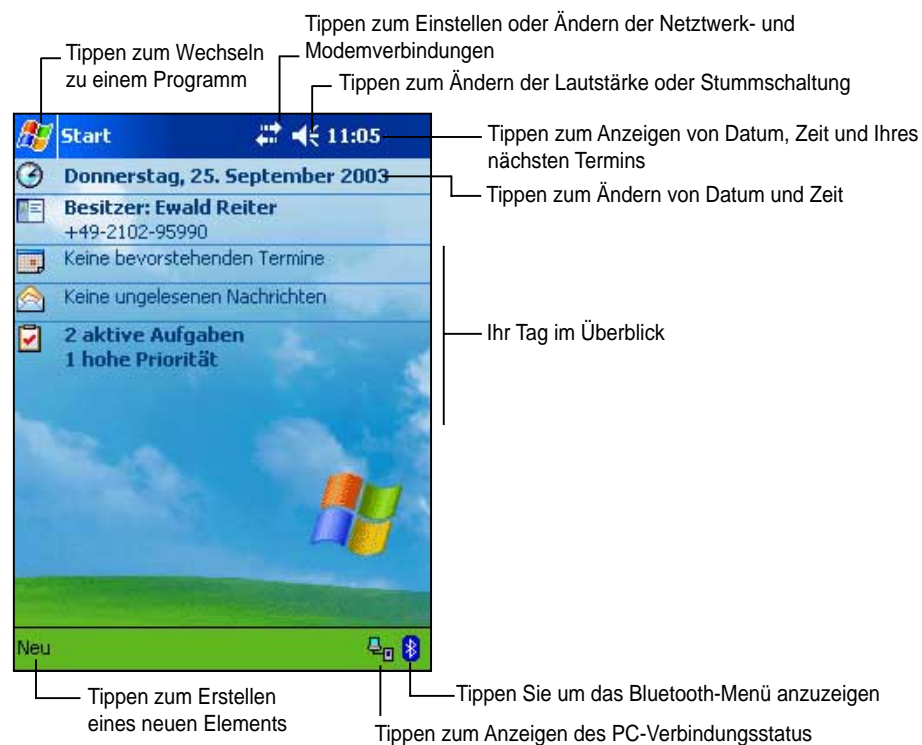 Tippen zum Einstellen oder Ändern der Netztwerk- und
Modemverbindungen
Tippen zum Wechseln
zu einem Programm
Tippen zum Ändern der Lautstärke oder Stummschaltung
Start 11:05
Tippen zum Anzeigen von Datum, Zeit und Ihres
nächsten Termins
Donnerstag, 25. September 2003
Tippen zum Ändern von Datum und Zeit
Besitzer: Ewald Reiter
+49-2102-95990
Keine bevorstehenden Termine
Keine ungelesenen Nachrichten
2 aktive Aufgaben
1 hohe Priorität
Ihr Tag im Überblick
Neu
Tippen zum Erstellen
eines neuen Elements
Tippen Sie um das Bluetooth-Menü anzuzeigen
Tippen zum Anzeigen des PC-Verbindungsstatus